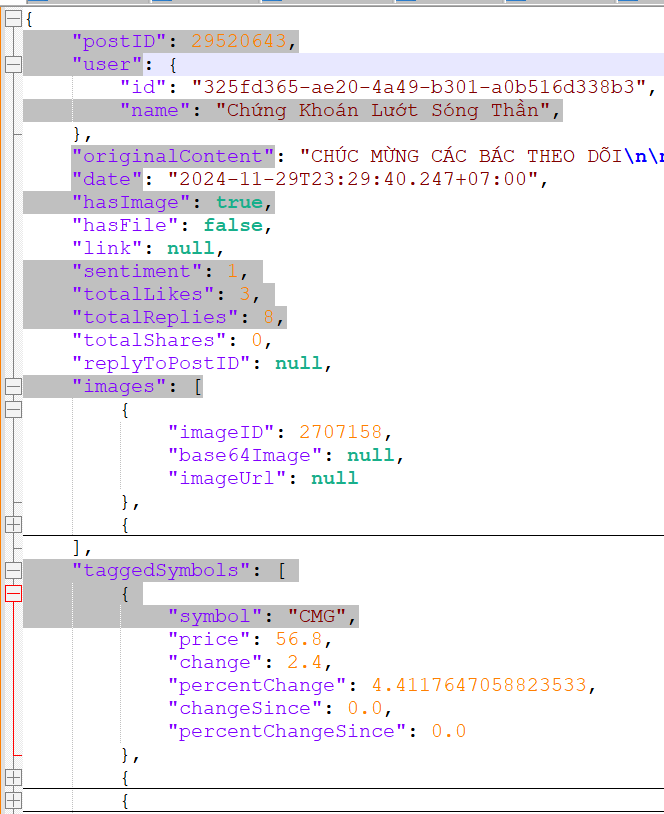 {
"postID": 29520643,
"user": {
"id": "325fd365-ae20-4a49-b301-a0b516d338b3",
"name": "Chứng Khoán Lướt Sóng Thần",
},
"originalContent": "CHÚC MỪNG CÁC BÁC THEO DÕI\n\n
"date": "2024-11-29T23:29:40.247+07:00",
"hasImage": true,
"hasFile": false,
"link": null,
"sentiment": 1,
"totalLikes": 3,
"totalReplies": 8,
"totalShares": 0,
"replyToPostID": null,
"images": [
{
"imageID": 2707158,
"base64Image": null,
"imageUrl": null
},
{
],
"taggedSymbols": [
{
"symbol": "CMG",
"price": 56.8,
"change": 2.4,
"percentChange": 4.4117647058823533,
"changeSince": 0.0,
"percentChangeSince": 0.0
},
{
{